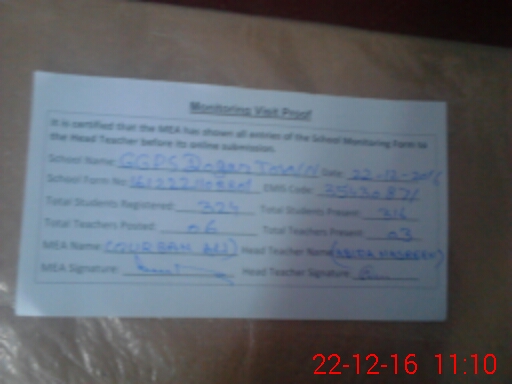 Monitoring Visit Proof
It is certified that the MEA has shown all entries of the School Monitoring Form to
the Head Teacher before its online submission.
School Name: GGPS Date: 22-12-2016
School Form No: EMIS Code:
Total Students Registered: 324 Total Students Present: 316
Total Teachers Posted: 06 Total Teachers Present: 03
MEA Name: (QURBAN ALI) Head Teacher Name:
MEA Signature: Head Teacher Signature:
22-12-16 11:10